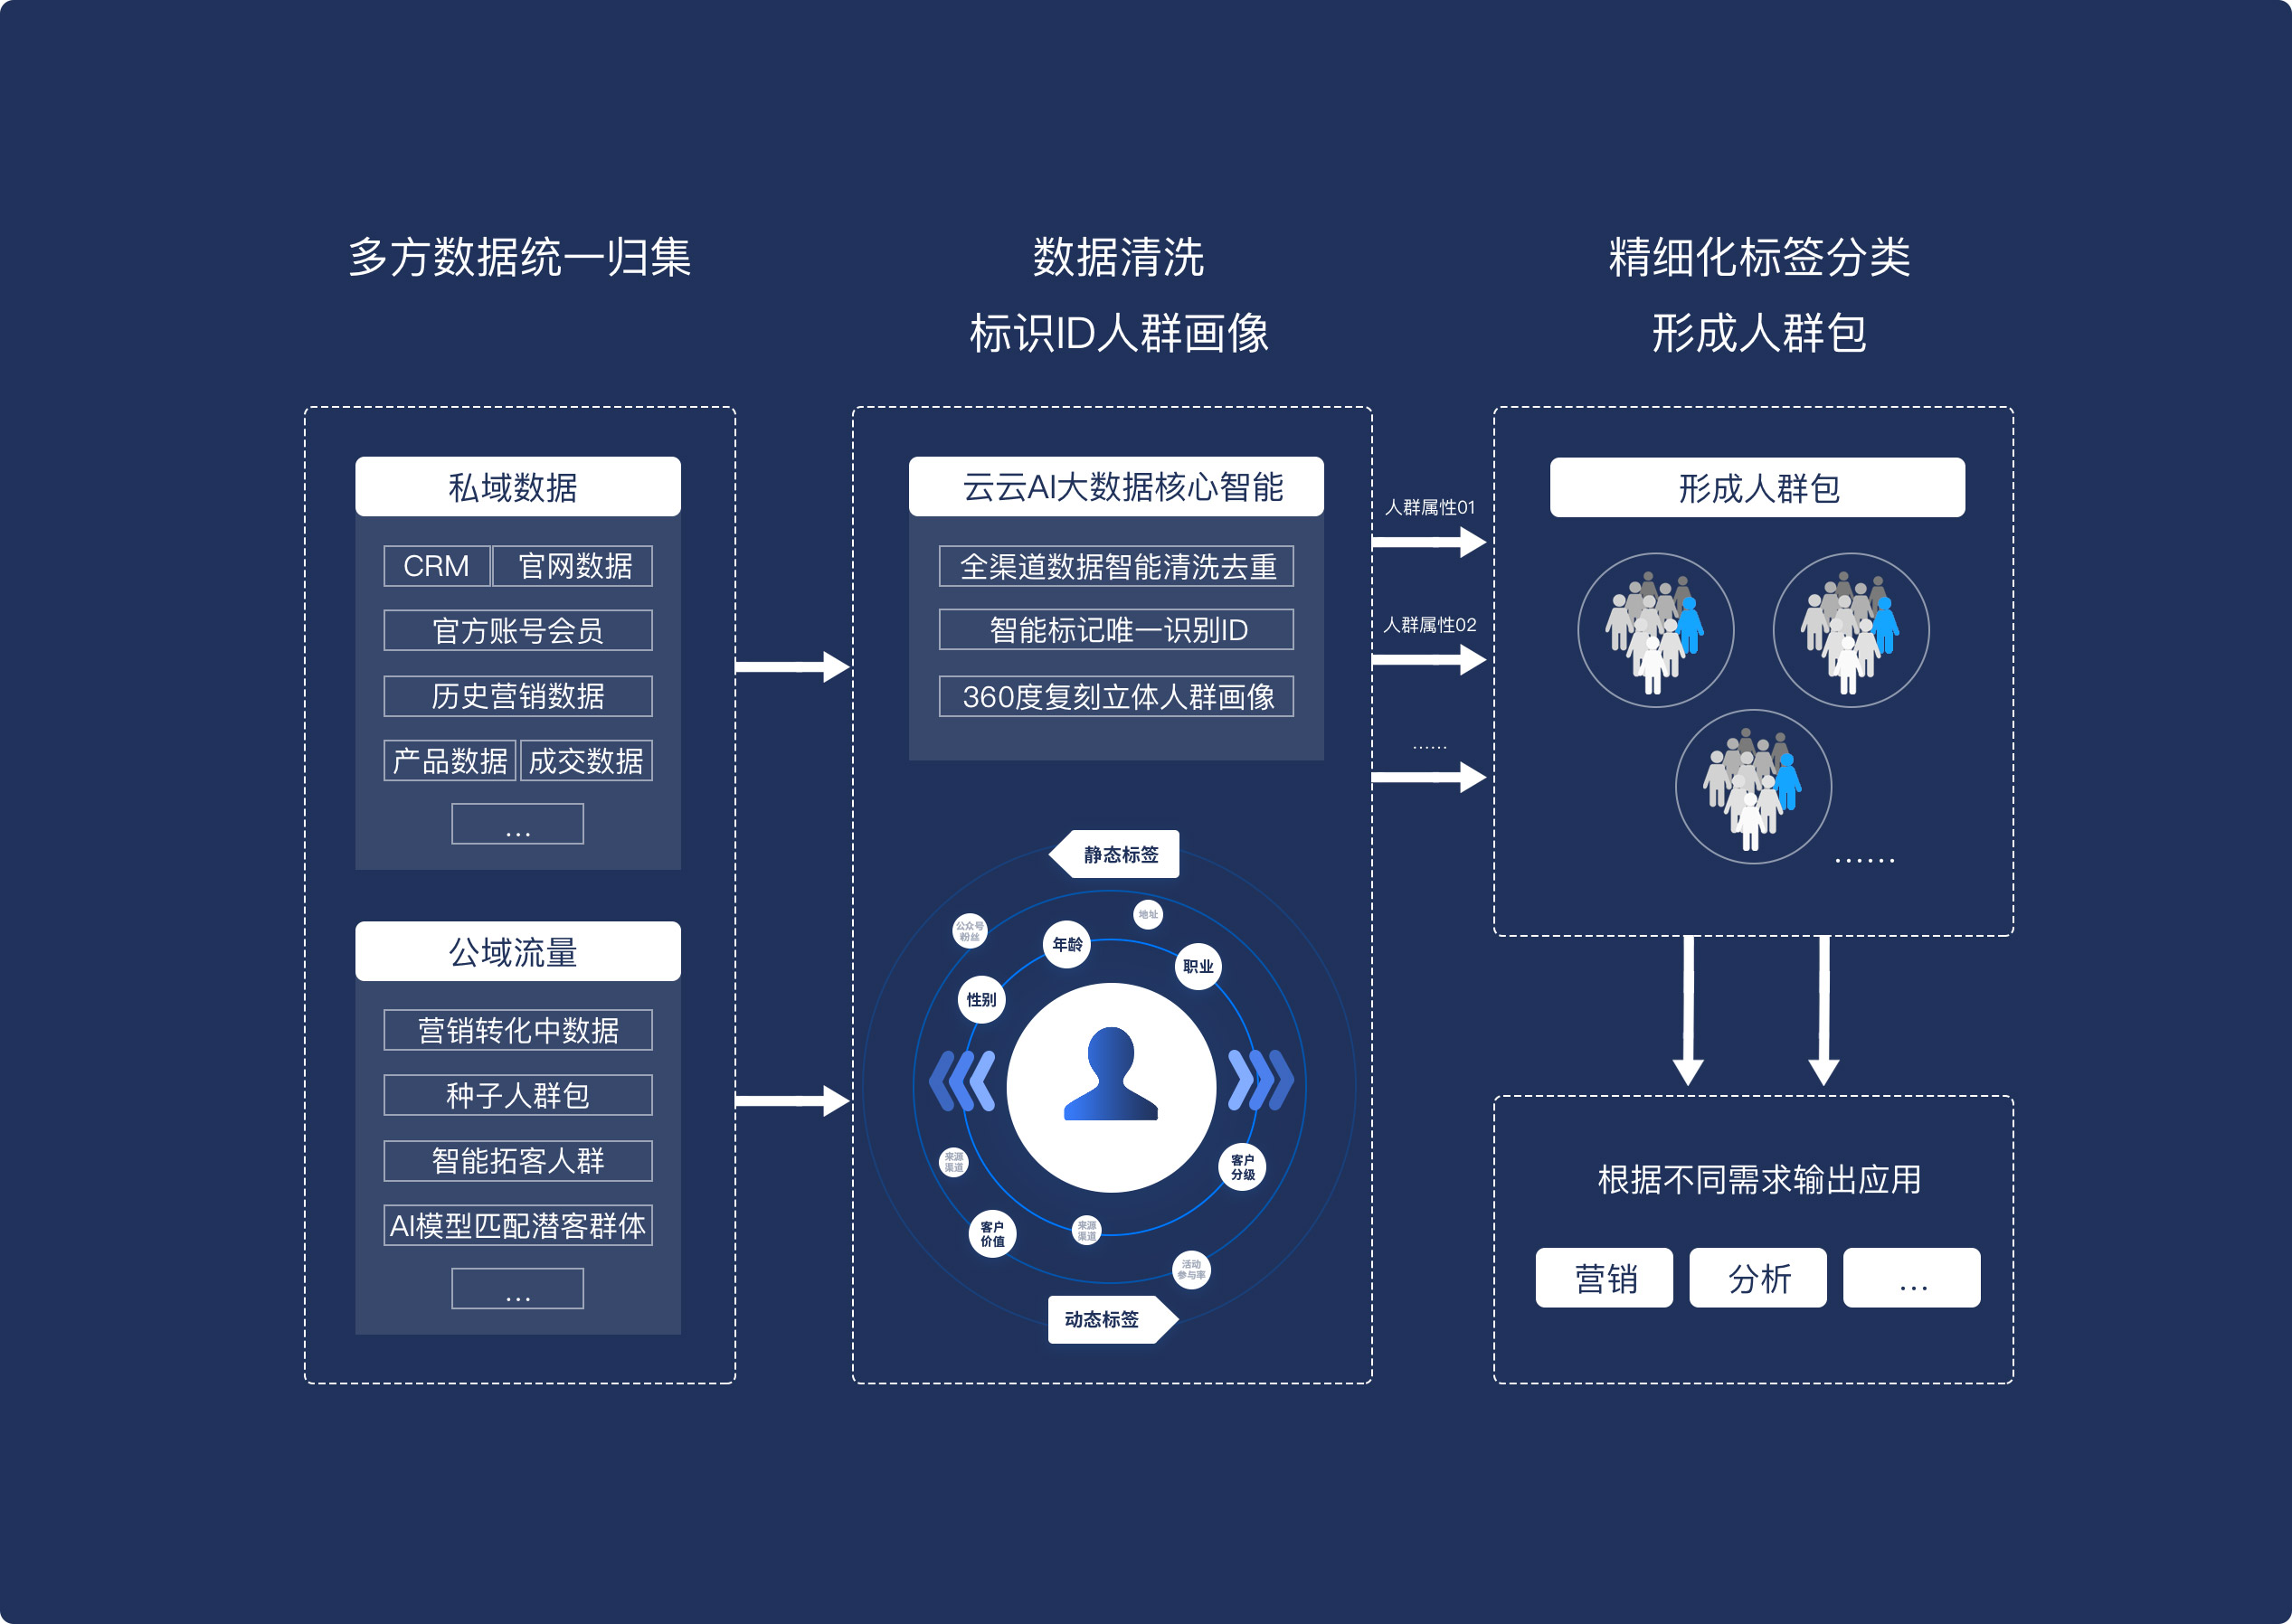 多方数据统一归集
数据清洗
标识ID人群画像
精细化标签分类
形成人群包
私域数据
CRM
官网数据
官方账号会员
历史营销数据
产品数据
成交数据
...
公域流量
营销转化中数据
种子人群包
智能拓客人群
AI模型匹配潜客群体
...
云云AI大数据核心智能
全渠道数据智能清洗去重
智能标记唯一识别ID
360度复刻立体人群画像
静态标签
公众号
粉丝
地址
年龄
职业
性别
来源
渠道
客户
分级
客户
价值
来源
渠道
活动
参与率
动态标签
人群属性01
人群属性02
......
形成人群包
......
根据不同需求输出应用
营销
分析
...